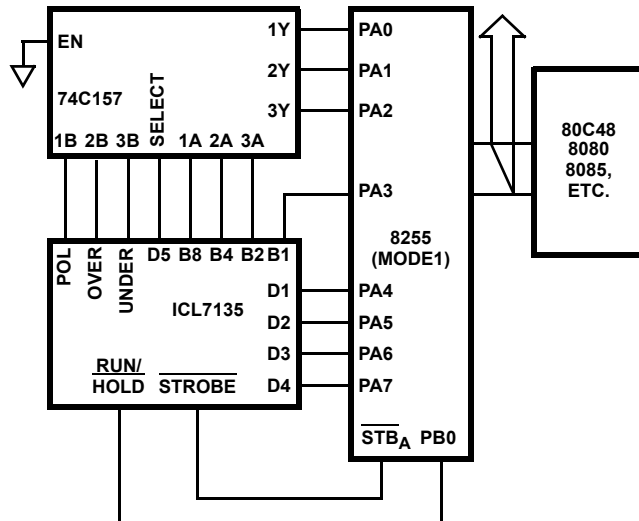 EN
74C157
1Y
2Y
3Y
1B 2B 3B SELECT 1A 2A 3A
PA0
PA1
PA2
PA3
8255
(MODE1)
PA4
PA5
PA6
PA7
STBA PB0
80C48
8080
8085,
ETC.
POL OVER UNDER D5 B8 B4 B2 B1
ICL7135
D1
D2
D3
D4
RUN/
HOLD STROBE